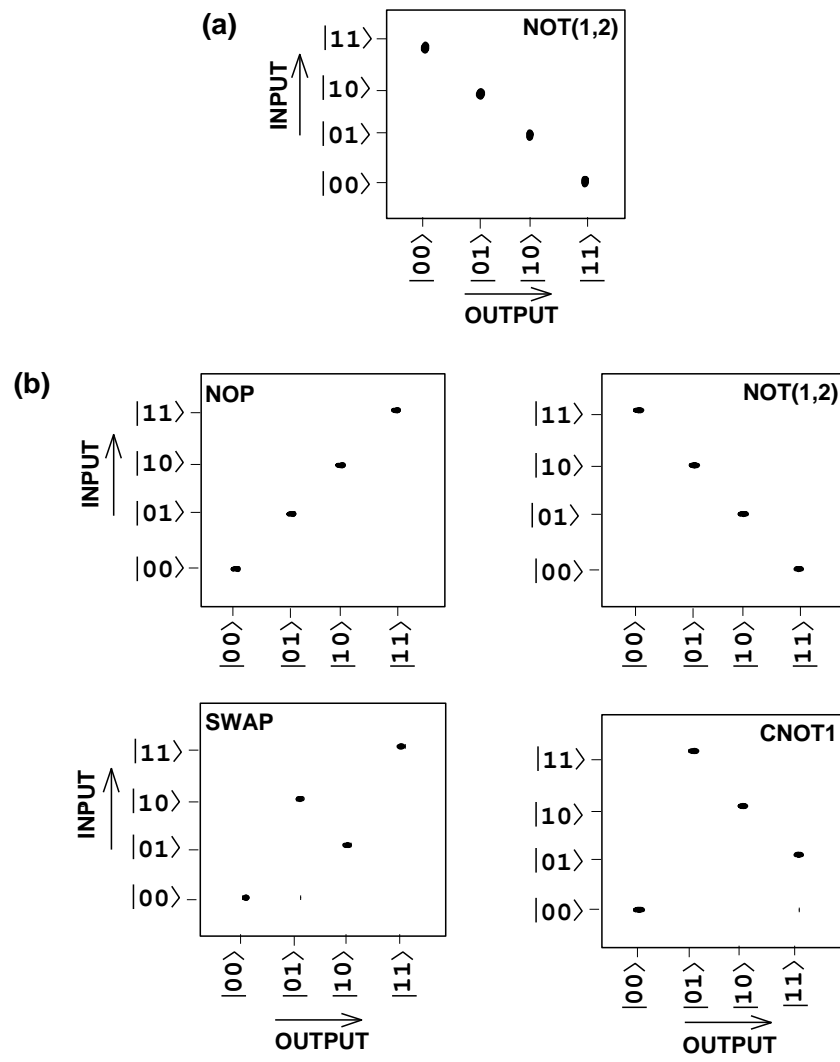 (a)
NOT(1,2)
INPUT
|11⟩
|10⟩
|01⟩
|00⟩
|00⟩ |01⟩ |10⟩ |11⟩
OUTPUT
(b)
NOP
INPUT
|11⟩
|10⟩
|01⟩
|00⟩
|00⟩ |01⟩ |10⟩ |11⟩
NOT(1,2)
|11⟩
|10⟩
|01⟩
|00⟩
|00⟩ |01⟩ |10⟩ |11⟩
SWAP
INPUT
|11⟩
|10⟩
|01⟩
|00⟩
|00⟩ |01⟩ |10⟩ |11⟩
OUTPUT
CNOT1
|11⟩
|10⟩
|01⟩
|00⟩
|00⟩ |01⟩ |10⟩ |11⟩
OUTPUT